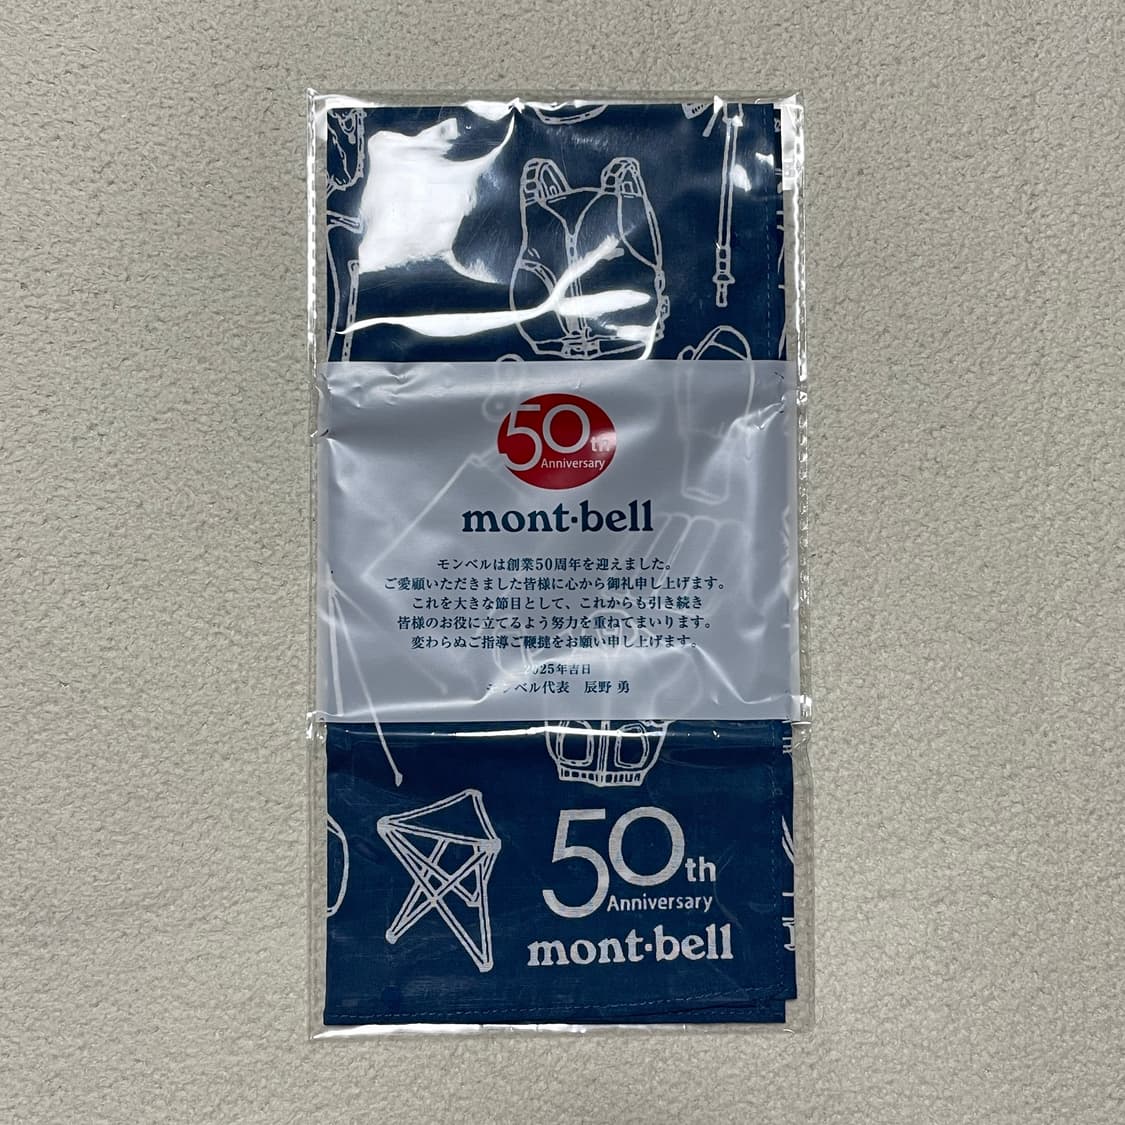 50th
Anniversary
mont·bell
モンベルは創業50周年を迎えました。
ご愛顧いただきました皆様に心から御礼申し上げます。
これを大きな節目として、これからも引き続き
皆様のお役に立てるよう努力を重ねてまいります。
変わらぬご指導ご鞭撻をお願い申し上げます。
2025年吉日
モンベル代表　辰野 勇
50th
Anniversary
mont·bell